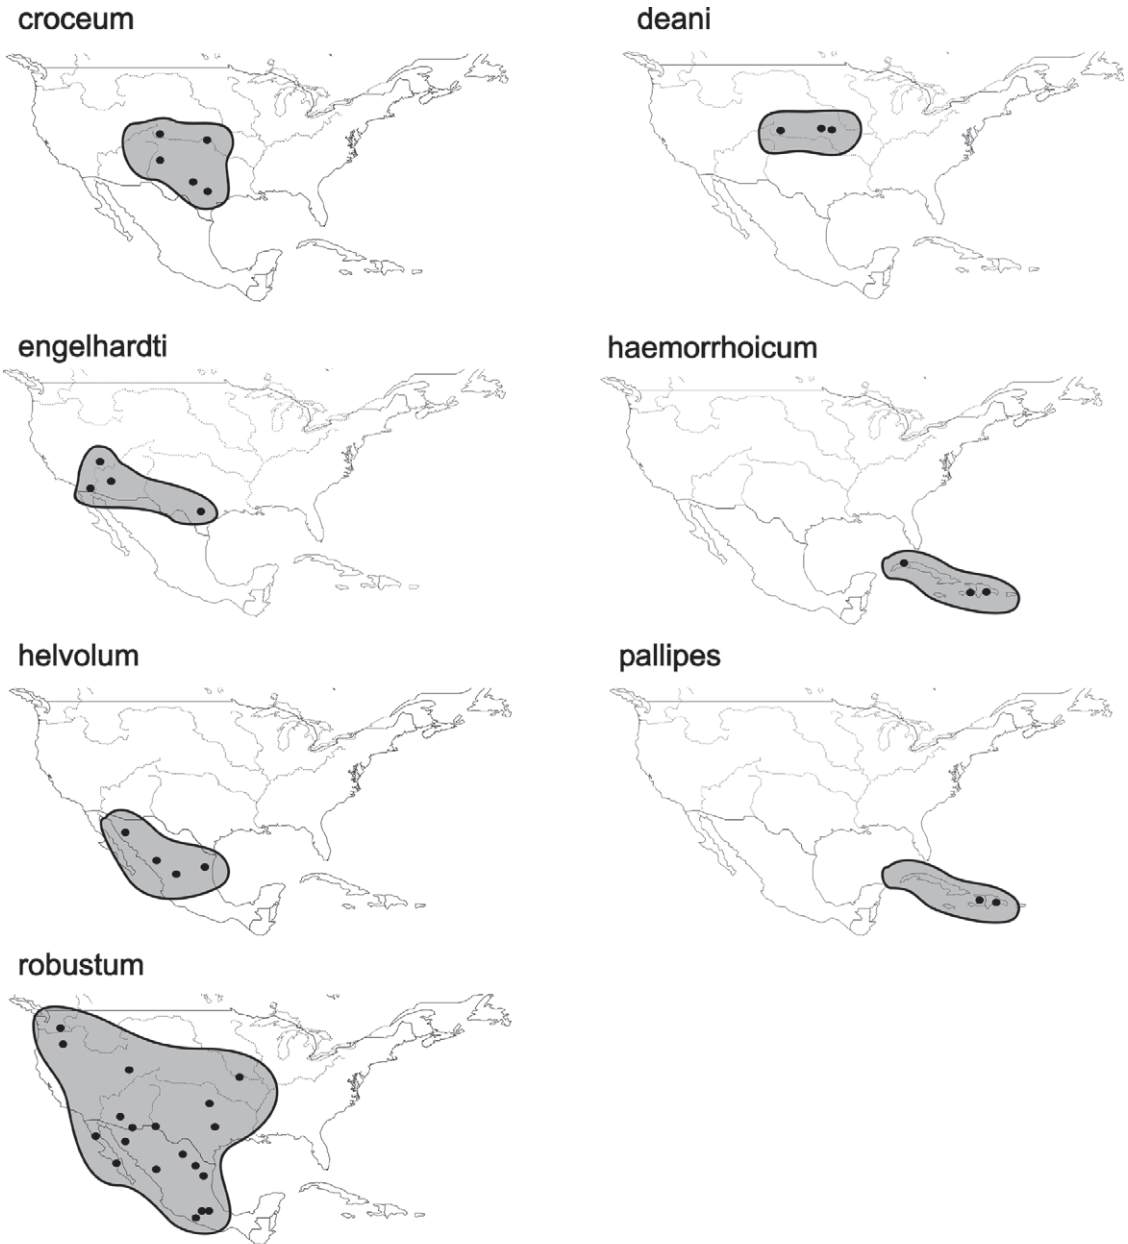 croceum
deani
engelhardti
haemorrhoicum
helvolum
pallipes
robustum